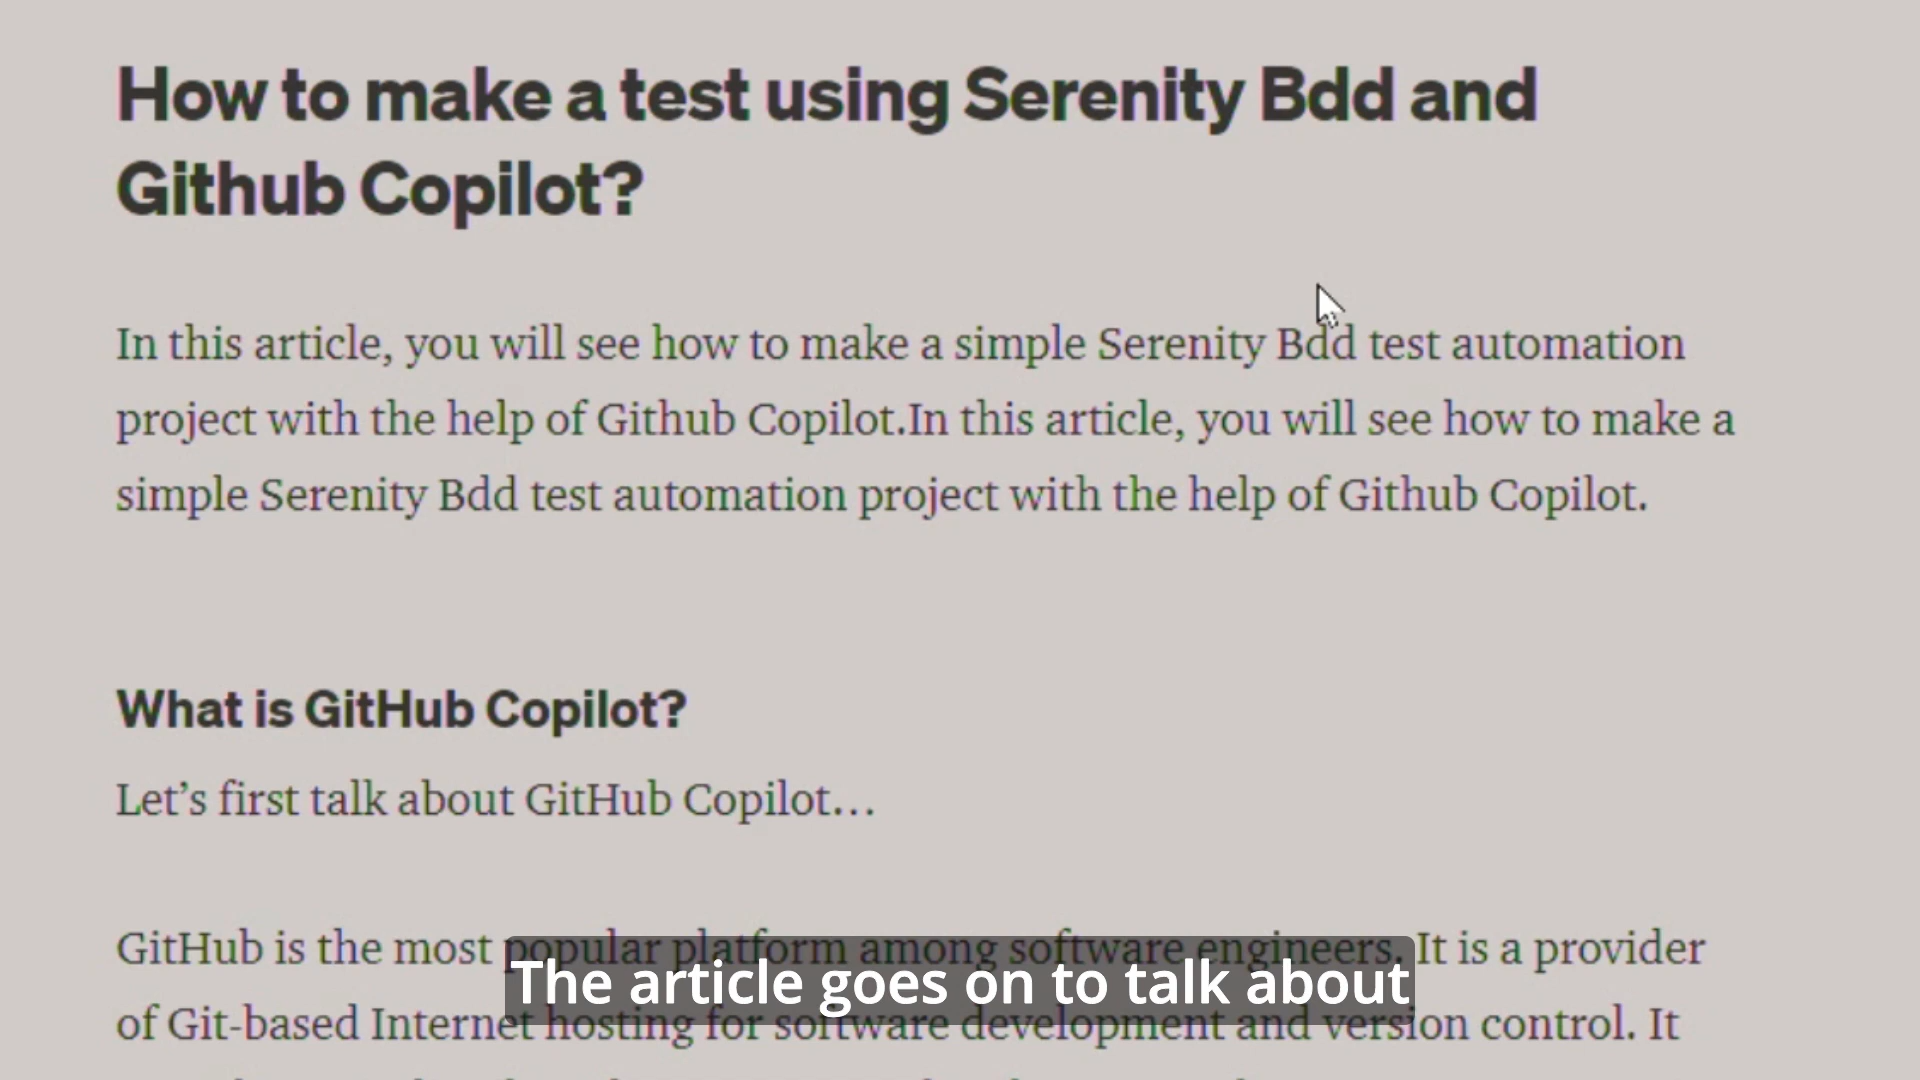 How to make a test using Serenity Bdd and
Github Copilot?
In this article, you will see how to make a simple Serenity Bdd test automation
project with the help of Github Copilot.In this article, you will see how to make a
simple Serenity Bdd test automation project with the help of Github Copilot.
What is GitHub Copilot?
Let’s first talk about GitHub Copilot…
GitHub is the most popular platform among software engineers. It is a provider
The article goes on to talk about
of Git-based Internet hosting for software development and version control. It